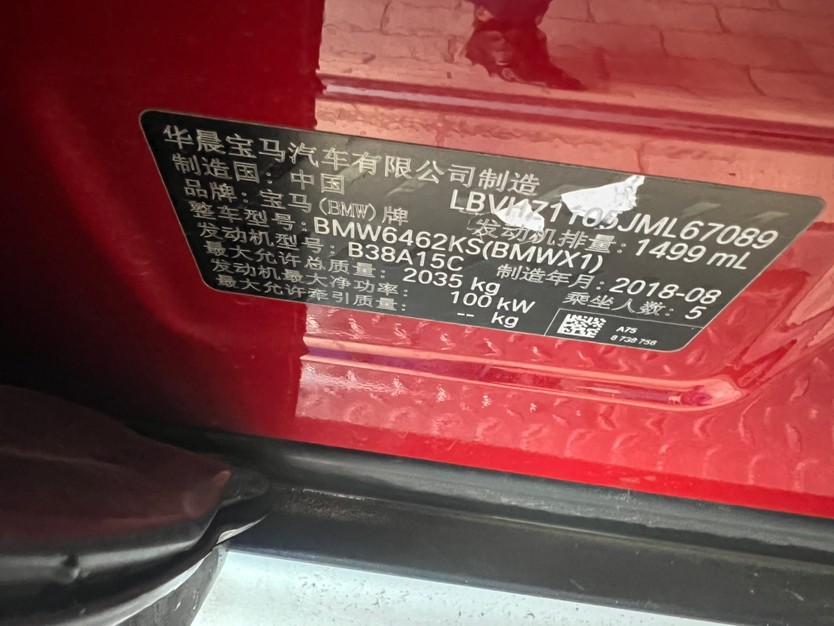 华晨宝马汽车有限公司制造
制造国: 中国
品牌: 宝马(BMW)牌
整车型号: BMW6462KS(BMWX1)
发动机排量: 1499 mL
发动机型号: B38A15C
制造年月: 2018-08
最大允许总质量: 2035 kg
乘坐人数: 5
发动机最大净功率: 100 kW
最大允许牵引质量: -- kg
A75
8 738 756